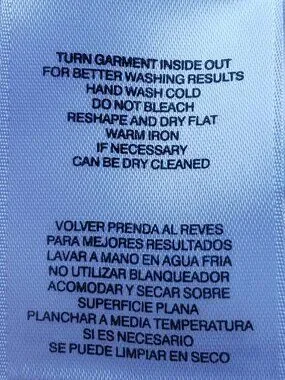 TURN GARMENT INSIDE OUT
FOR BETTER WASHING RESULTS
HAND WASH COLD
DO NOT BLEACH
RESHAPE AND DRY FLAT
WARM IRON
IF NECESSARY
CAN BE DRY CLEANED
VOLVER PRENDA AL REVES
PARA MEJORES RESULTADOS
LAVAR A MANO EN AGUA FRIA
NO UTILIZAR BLANQUEADOR
ACOMODAR Y SECAR SOBRE
SUPERFICIE PLANA
PLANCHAR A MEDIA TEMPERATURA
SI ES NECESARIO
SE PUEDE LIMPIAR EN SECO